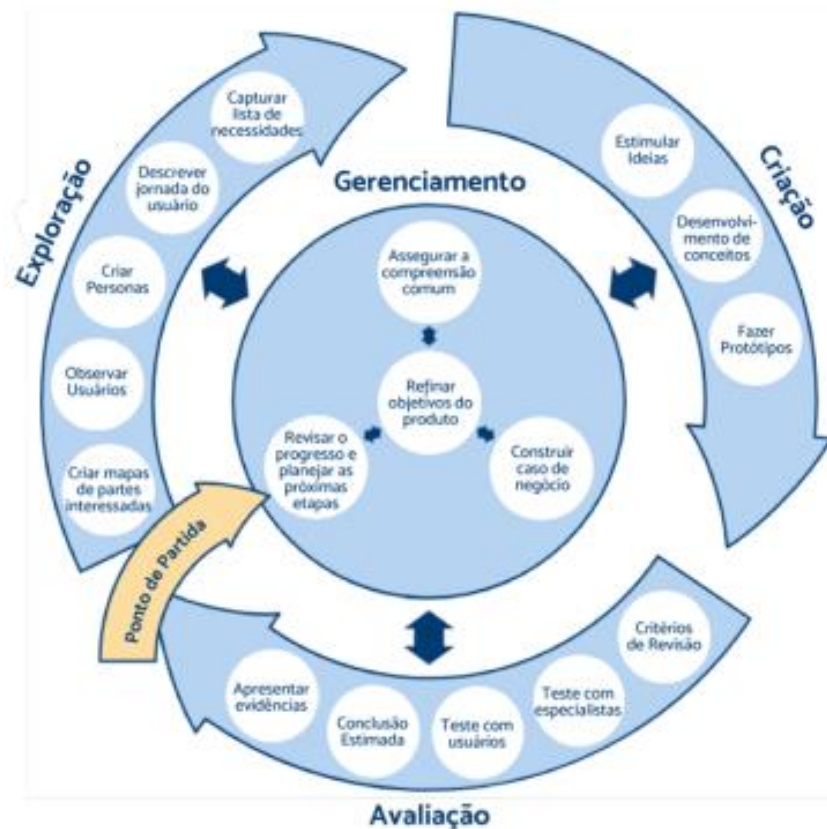 Exploração
Capturar
lista de
necessidades
Descrever
jornada do
usuário
Criar
Personas
Observar
Usuários
Criar mapas
de partes
interessadas
Criação
Estimular
Ideias
Desenvolvi-
mento de
conceitos
Fazer
Protótipos
Gerenciamento
Assegurar a
compreensão
comum
Refinar
objetivos do
produto
Revisar o
progresso e
planejar as
próximas
etapas
Construir
caso de
negócio
Ponto de Partida
Critérios
de Revisão
Teste com
especialistas
Teste com
usuários
Conclusão
Estimada
Apresentar
evidências
Avaliação